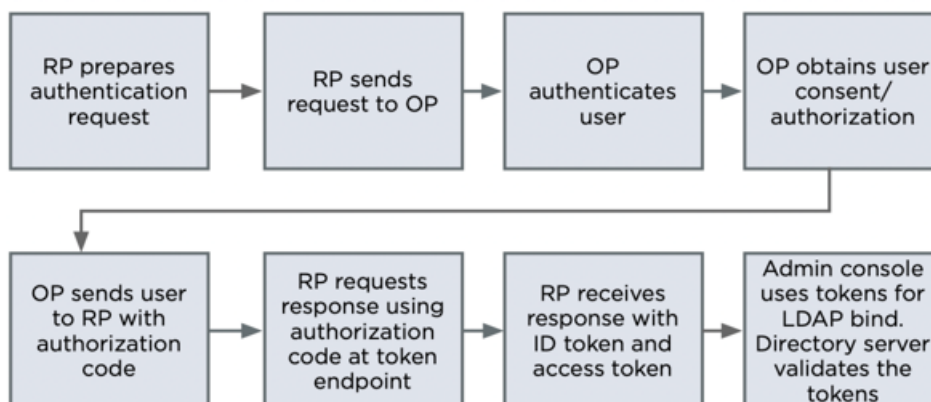 RP prepares
authentication
request
RP sends
request to OP
OP
authenticates
user
OP obtains user
consent/
authorization
OP sends user
to RP with
authorization
code
RP requests
response using
authorization
code at token
endpoint
RP receives
response with
ID token and
access token
Admin console
uses tokens for
LDAP bind.
Directory server
validates the
tokens